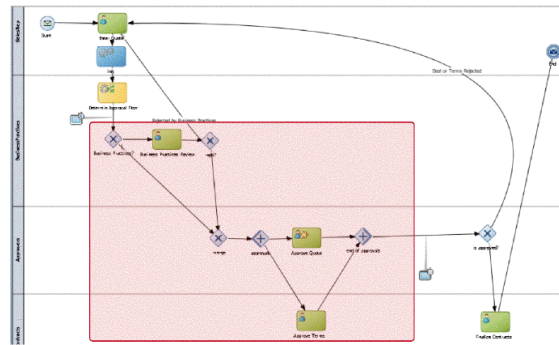 SalesRep
Start
Enter Quote
End
Deal or Terms Rejected
Determine Approval Flow
BusinessPractices
Rejected by Business Practices
Business Practices?
Business Practices Review
Approvers
merge
approvals
Approve Quote
end of approvals
is approved?
Approve Terms
Finalize Contracts